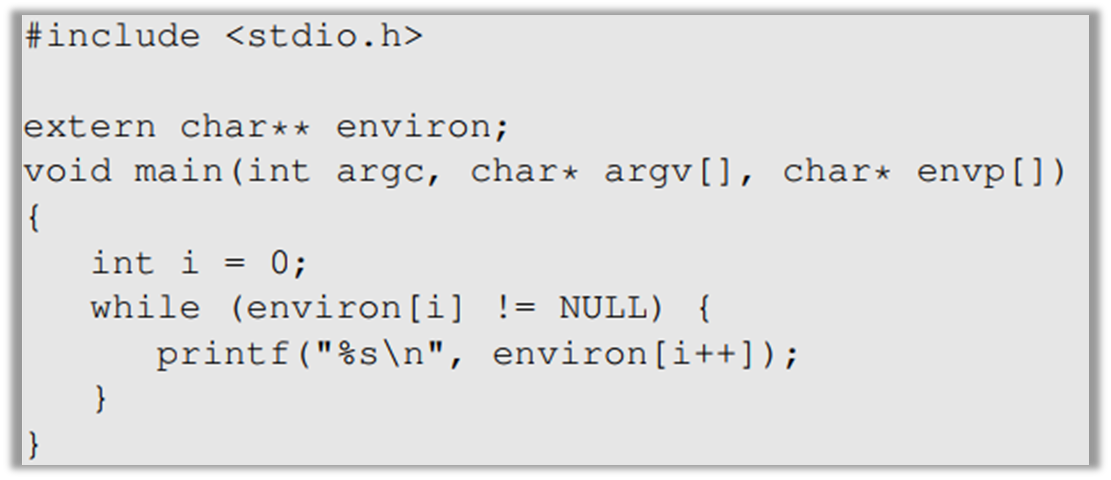 #include <stdio.h>

extern char** environ;
void main(int argc, char* argv[], char* envp[])
{
   int i = 0;
   while (environ[i] != NULL) {
      printf("%s\n", environ[i++]);
   }
}